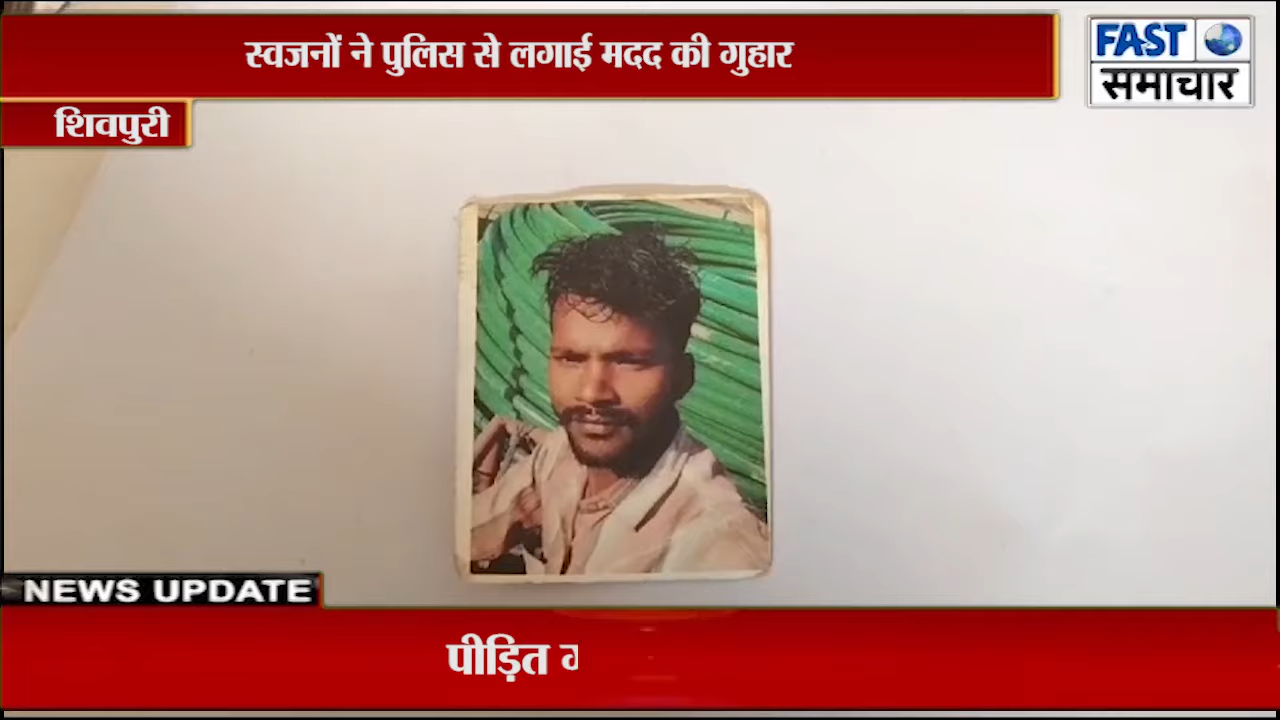 स्वजनों ने पुलिस से लगाई मदद की गुहार
FAST
समाचार
शिवपुरी
NEWS UPDATE
पीड़ित